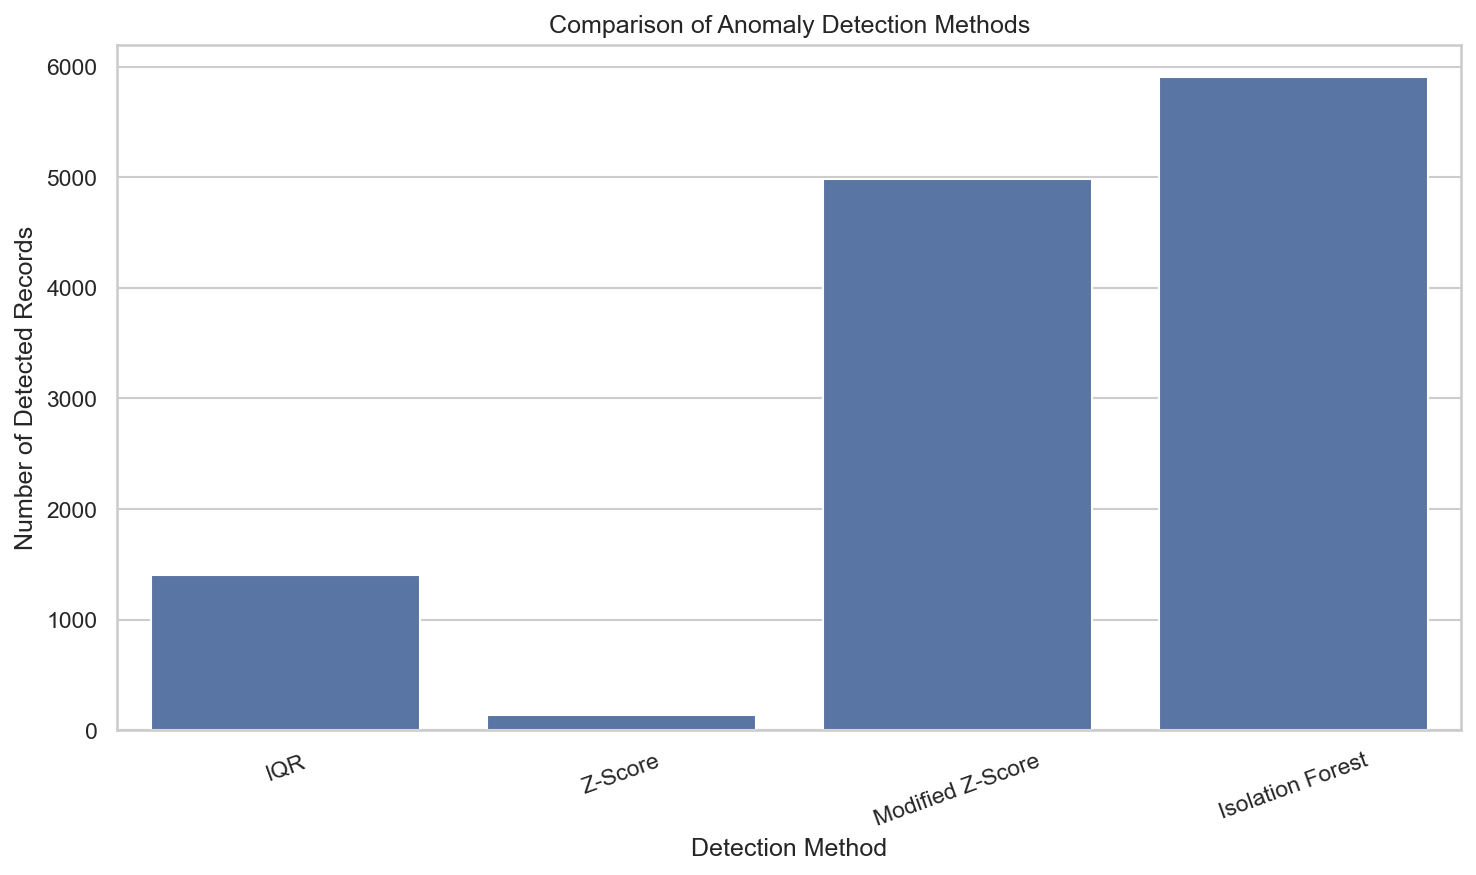 Comparison of Anomaly Detection Methods
Number of Detected Records
6000
5000
4000
3000
2000
1000
0
IQR
Z-Score
Modified Z-Score
Isolation Forest
Detection Method